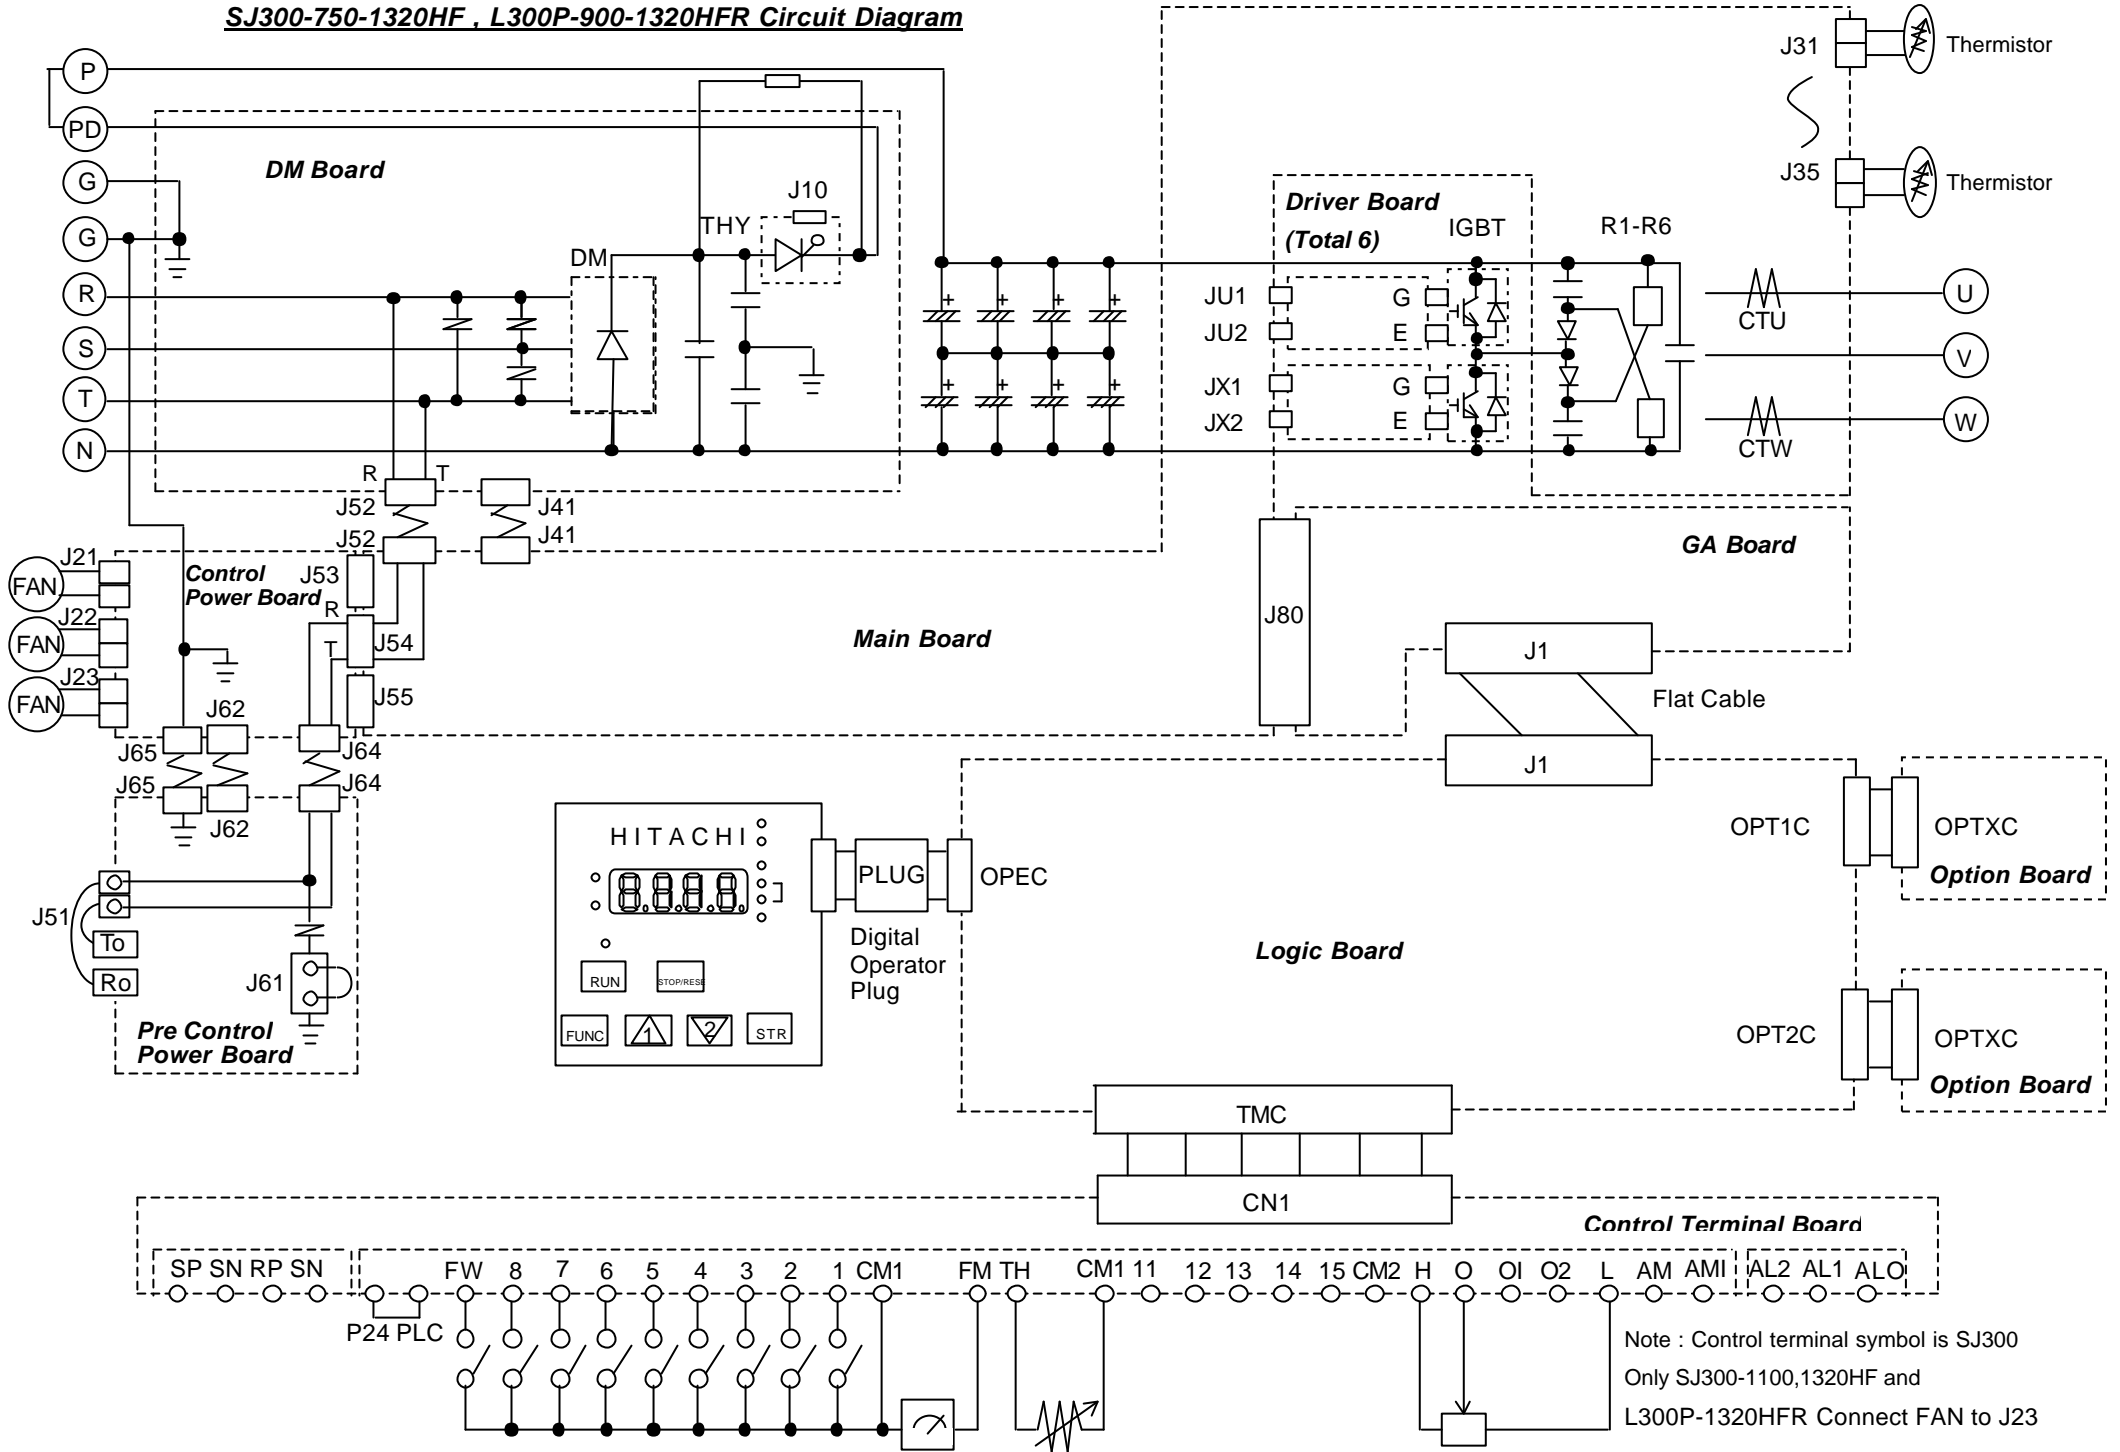 SJ300-750-1320HF , L300P-900-1320HFR Circuit Diagram
P
PD
G
G
R
S
T
N
DM Board
DM
THY
J10
R
T
J52
J41
J52
J41
Driver Board
(Total 6)
IGBT
R1-R6
JU1
JU2
JX1
JX2
G
E
G
E
CTU
CTW
U
V
W
J31
Thermistor
J35
Thermistor
FAN
J21
FAN
J22
FAN
J23
Control
Power Board
J53
R
T
J54
J55
J62
J65
J64
J65
J64
J62
Main Board
J80
GA Board
J1
Flat Cable
J1
J51
To
Ro
J61
Pre Control
Power Board
HITACHI
8.8.8.8.
RUN
STOP/RESE
FUNC
1
2
STR
PLUG
OPEC
Digital
Operator
Plug
Logic Board
OPT1C
OPTXC
Option Board
OPT2C
OPTXC
Option Board
TMC
CN1
Control Terminal Board
SP SN RP SN
FW 8 7 6 5 4 3 2 1 CM1 FM TH CM1 11 12 13 14 15 CM2 H O OI O2 L AM AMI AL2 AL1 ALO
P24 PLC
Note : Control terminal symbol is SJ300
Only SJ300-1100,1320HF and
L300P-1320HFR Connect FAN to J23